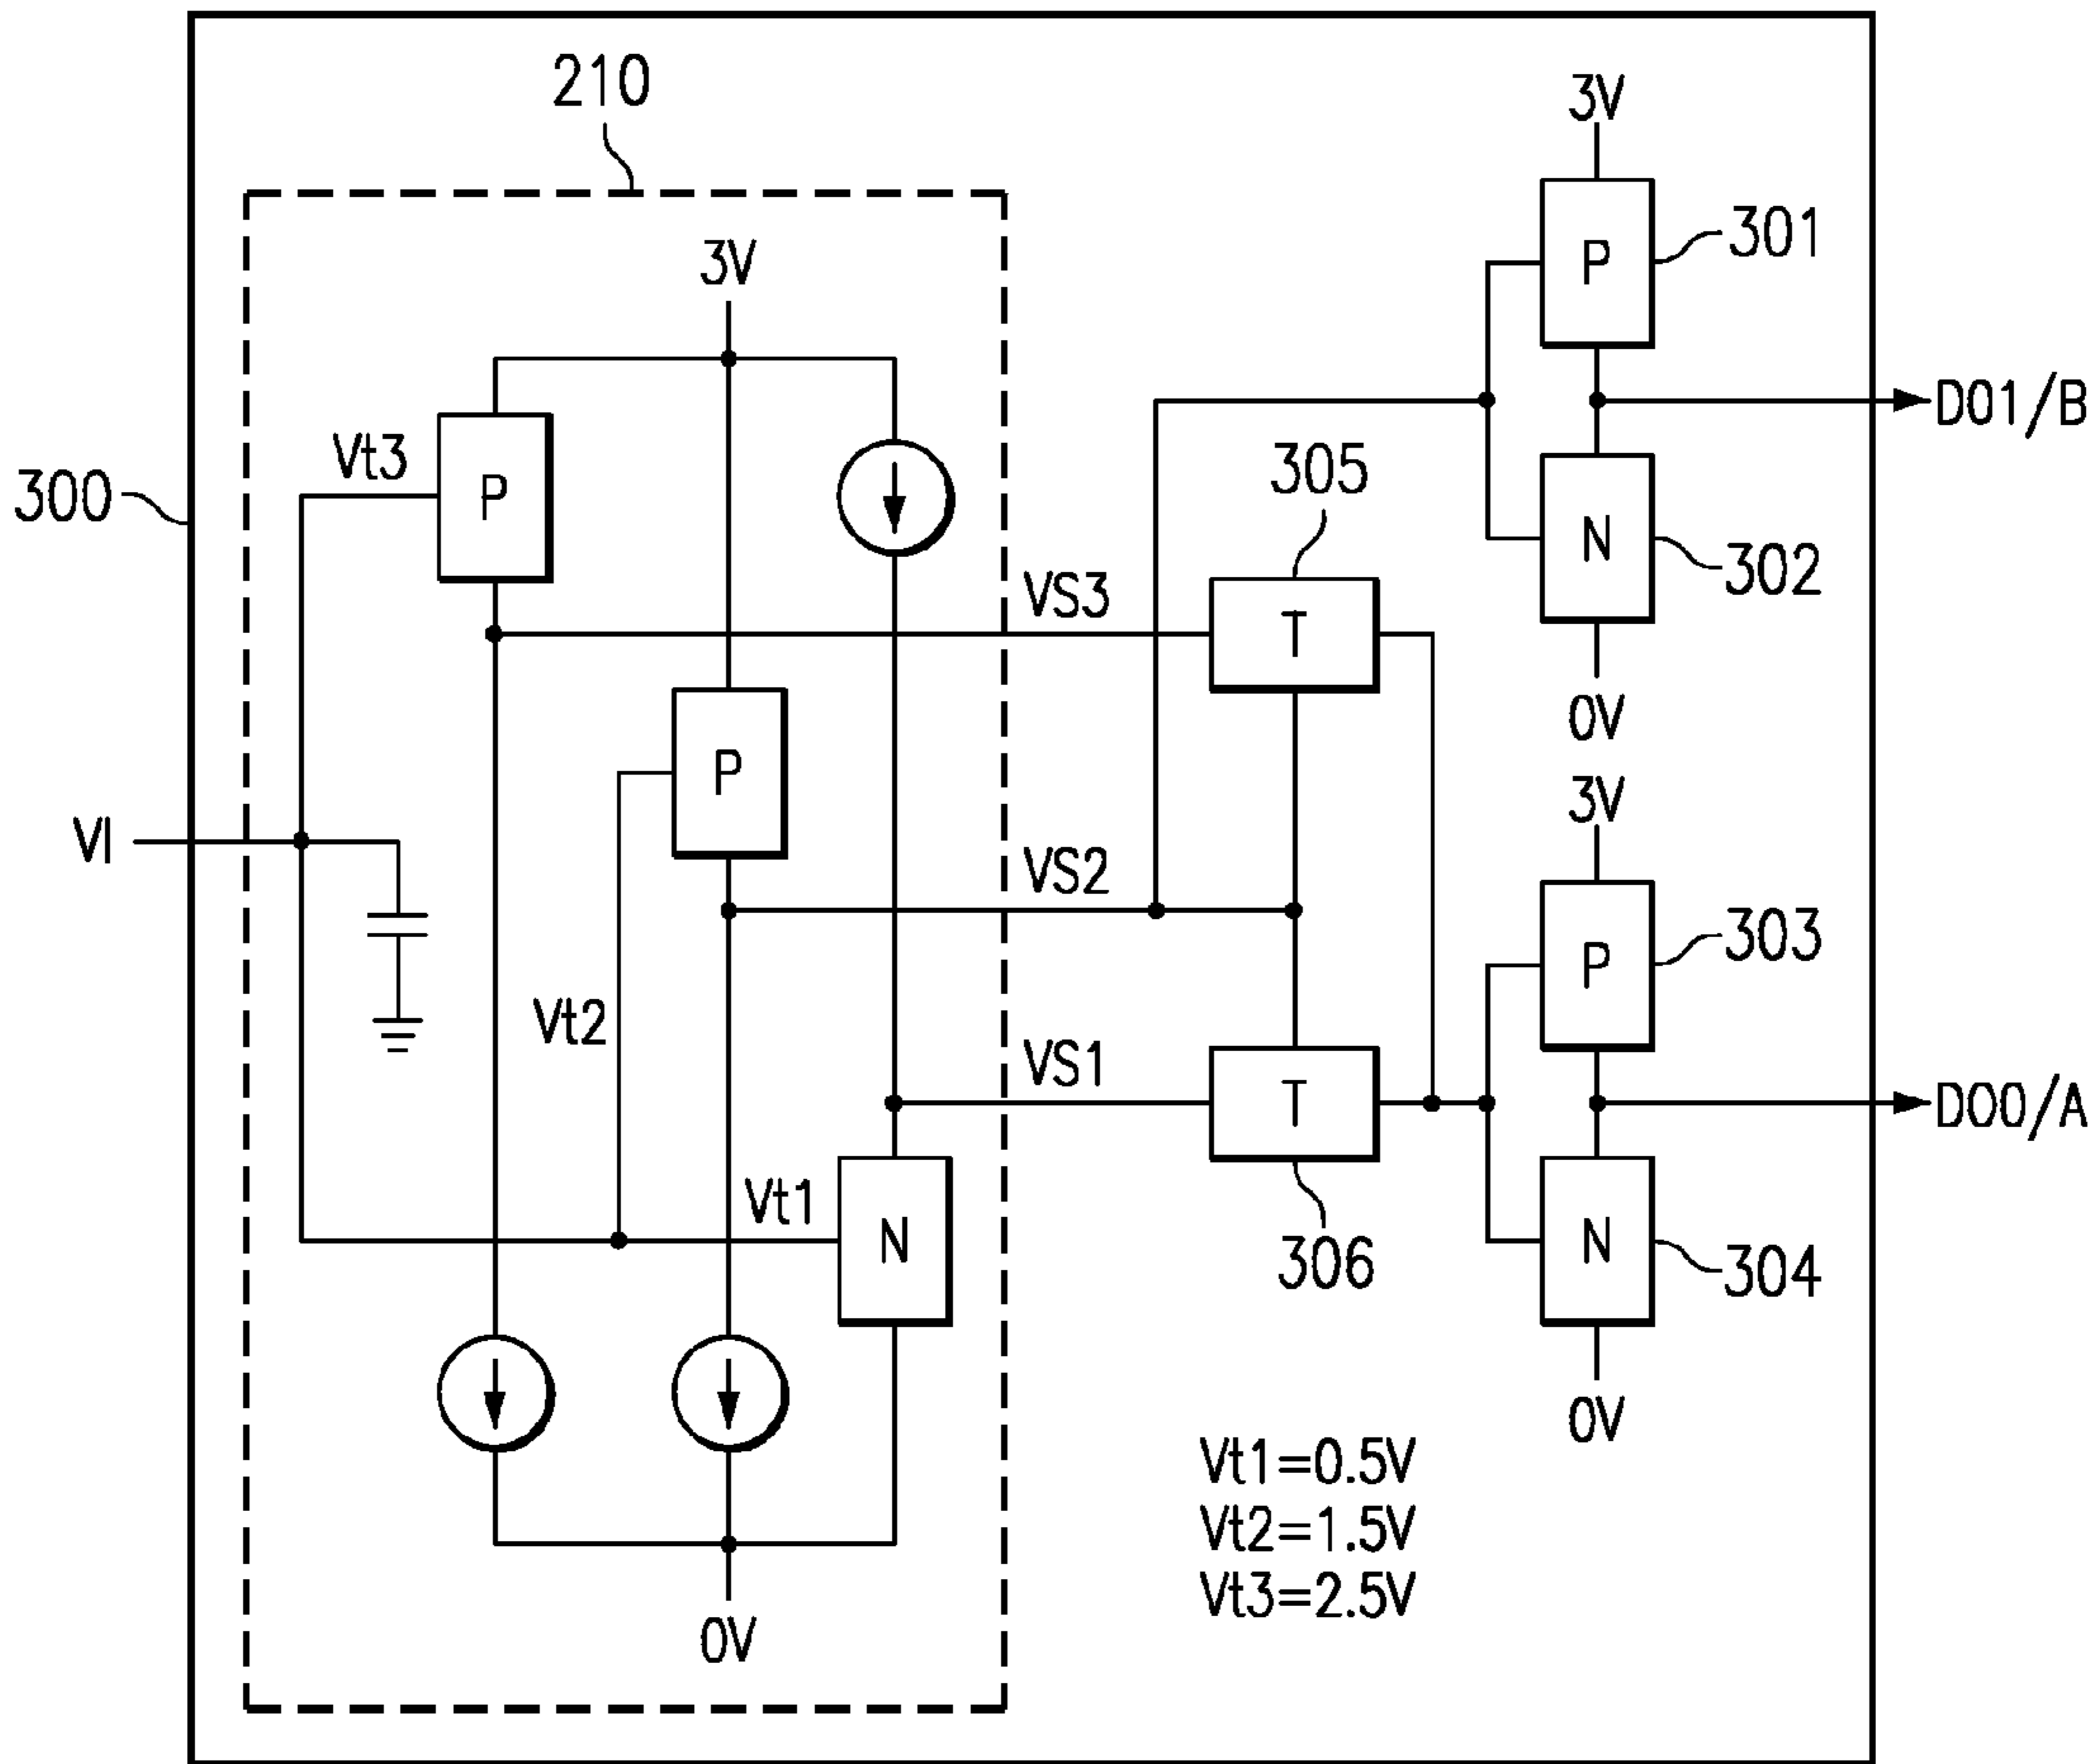 210
3V
301
P
3V
D01/B
Vt3
305
P
300
N
302
VS3
T
0V
P
3V
VI
VS2
303
P
Vt2
VS1
T
D00/A
Vt1
N
306
N
304
0V
Vt1=0.5V
Vt2=1.5V
Vt3=2.5V
0V